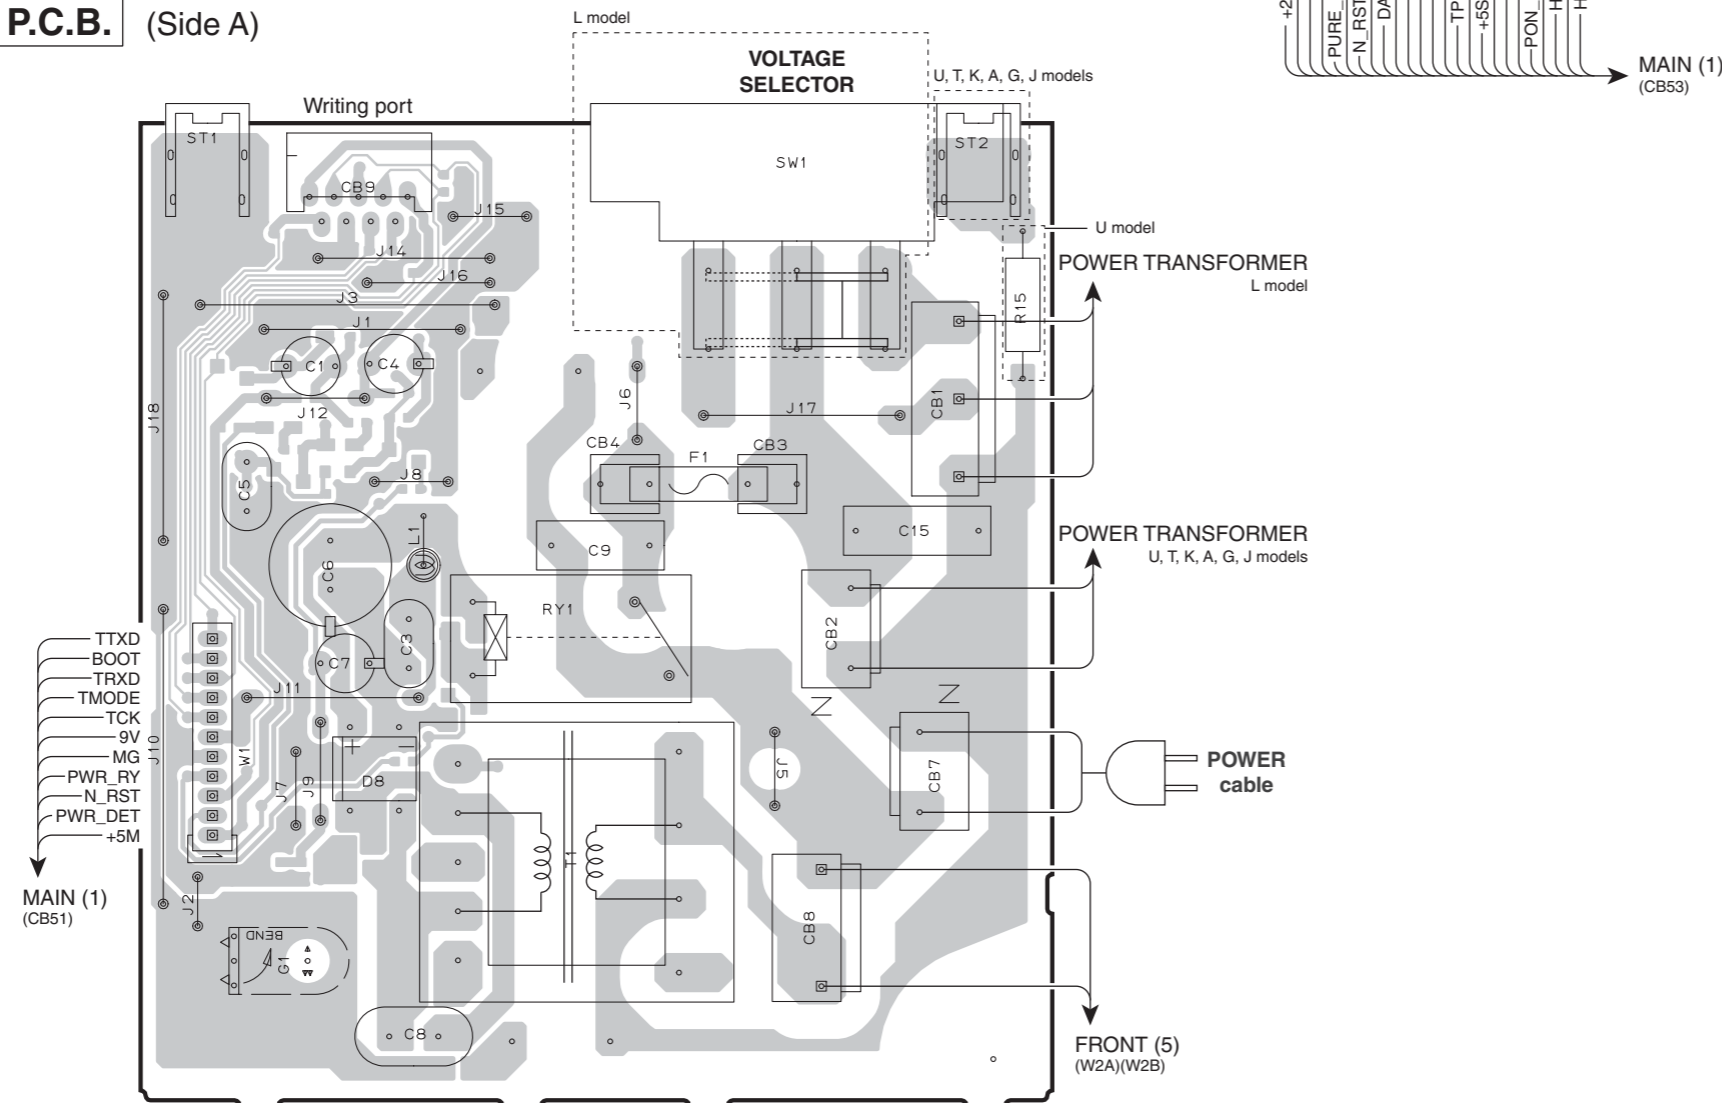 P.C.B. (Side A)
L model
+2
PURE_
N_RST
DA
TP
+5S
PON_
H
H
MAIN (1)
(CB53)
VOLTAGE
SELECTOR
U, T, K, A, G, J models
Writing port
ST1
CB9
SW1
ST2
J15
U model
J14
J16
POWER TRANSFORMER
L model
J3
R15
J1
C1
C4
J18
J12
J6
J17
CB1
CB4
F1
CB3
C5
J8
L1
C9
C15
POWER TRANSFORMER
U, T, K, A, G, J models
C6
RY1
CB2
C7
C3
TTXD
BOOT
TRXD
TMODE
TCK
9V
MG
PWR_RY
N_RST
PWR_DET
+5M
MAIN (1)
(CB51)
J11
J10
W1
J7
J9
+ −
D8
N
N
J5
CB7
POWER
cable
T1
1
J2
BEND
G1
CB8
C8
FRONT (5)
(W2A)(W2B)